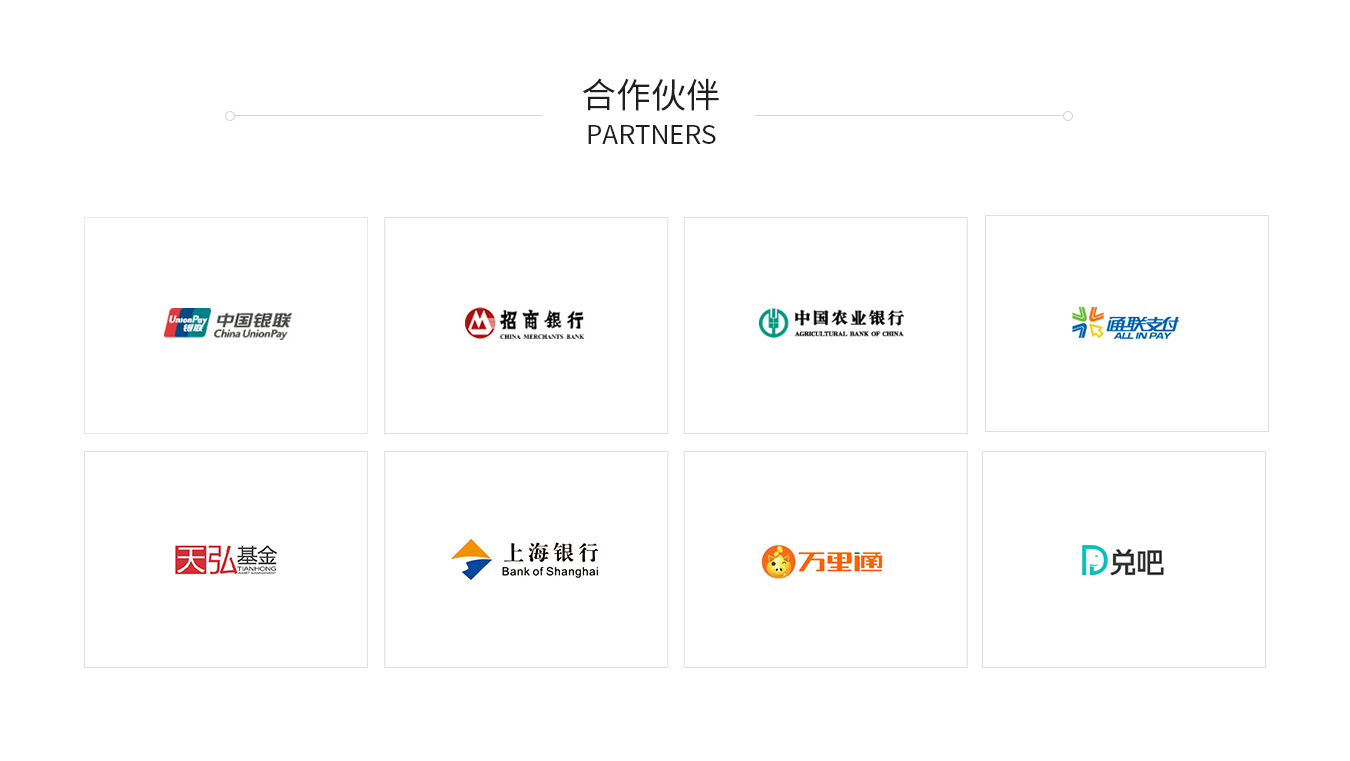 合作伙伴
PARTNERS
UnionPay
银联
中国银联
China UnionPay
招商银行
CHINA MERCHANTS BANK
中国农业银行
AGRICULTURAL BANK OF CHINA
通联支付
ALL IN PAY
天弘基金
TIANHONG
ASSET MANAGEMENT
上海银行
Bank of Shanghai
万里通
兑吧